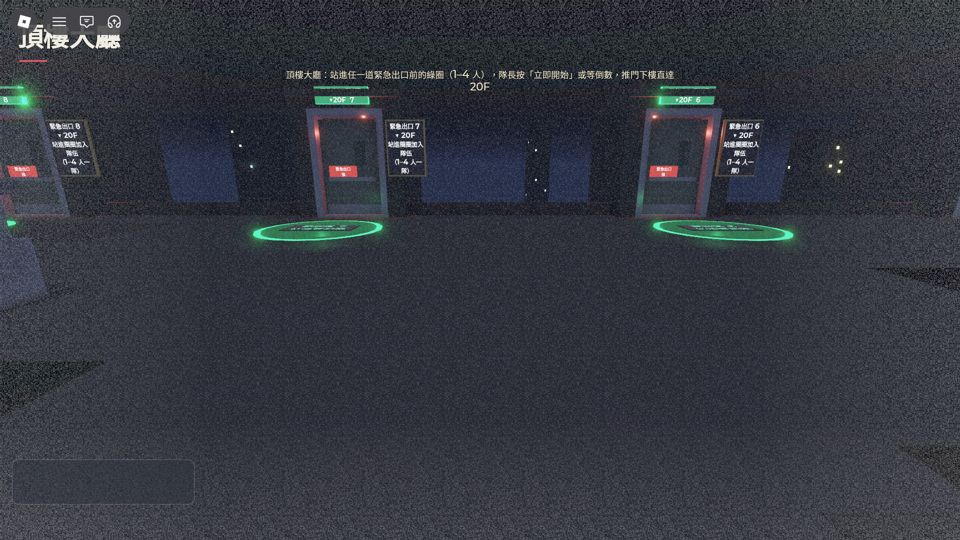 頂樓大廳
頂樓大廳：站進任一道緊急出口前的綠圈（1–4 人），隊長按「立即開始」或等倒數，推門下樓直達
20F
8
▼20F 7
▼20F 6
緊急出口 8
▼ 20F
站進圓圈加入
隊伍
(1–4 人一
隊)
緊急出口 7
▼ 20F
站進圓圈加入
隊伍
(1–4 人一
隊)
緊急出口 6
▼ 20F
站進圓圈加入
隊伍
(1–4 人一
隊)